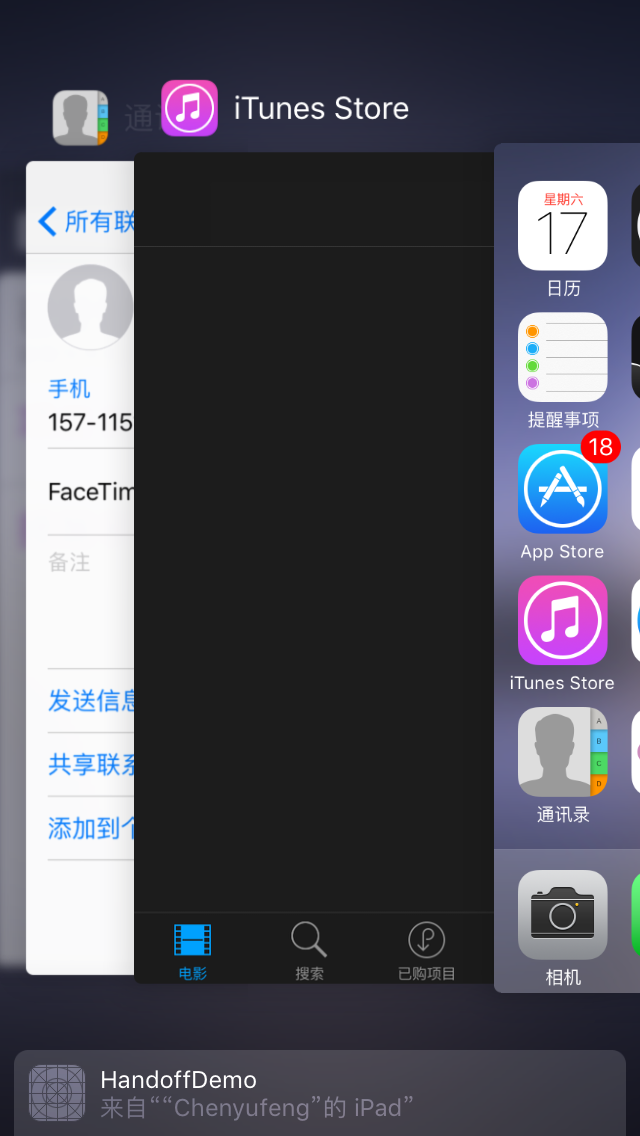 iTunes Store
所有联
手机
157-115
FaceTim
备注
发送信息
共享联系
添加到个
电影
搜索
已购项目
星期六
17
日历
提醒事项
18
App Store
iTunes Store
A
B
C
D
通讯录
相机
HandoffDemo
来自““Chenyufeng”的 iPad”